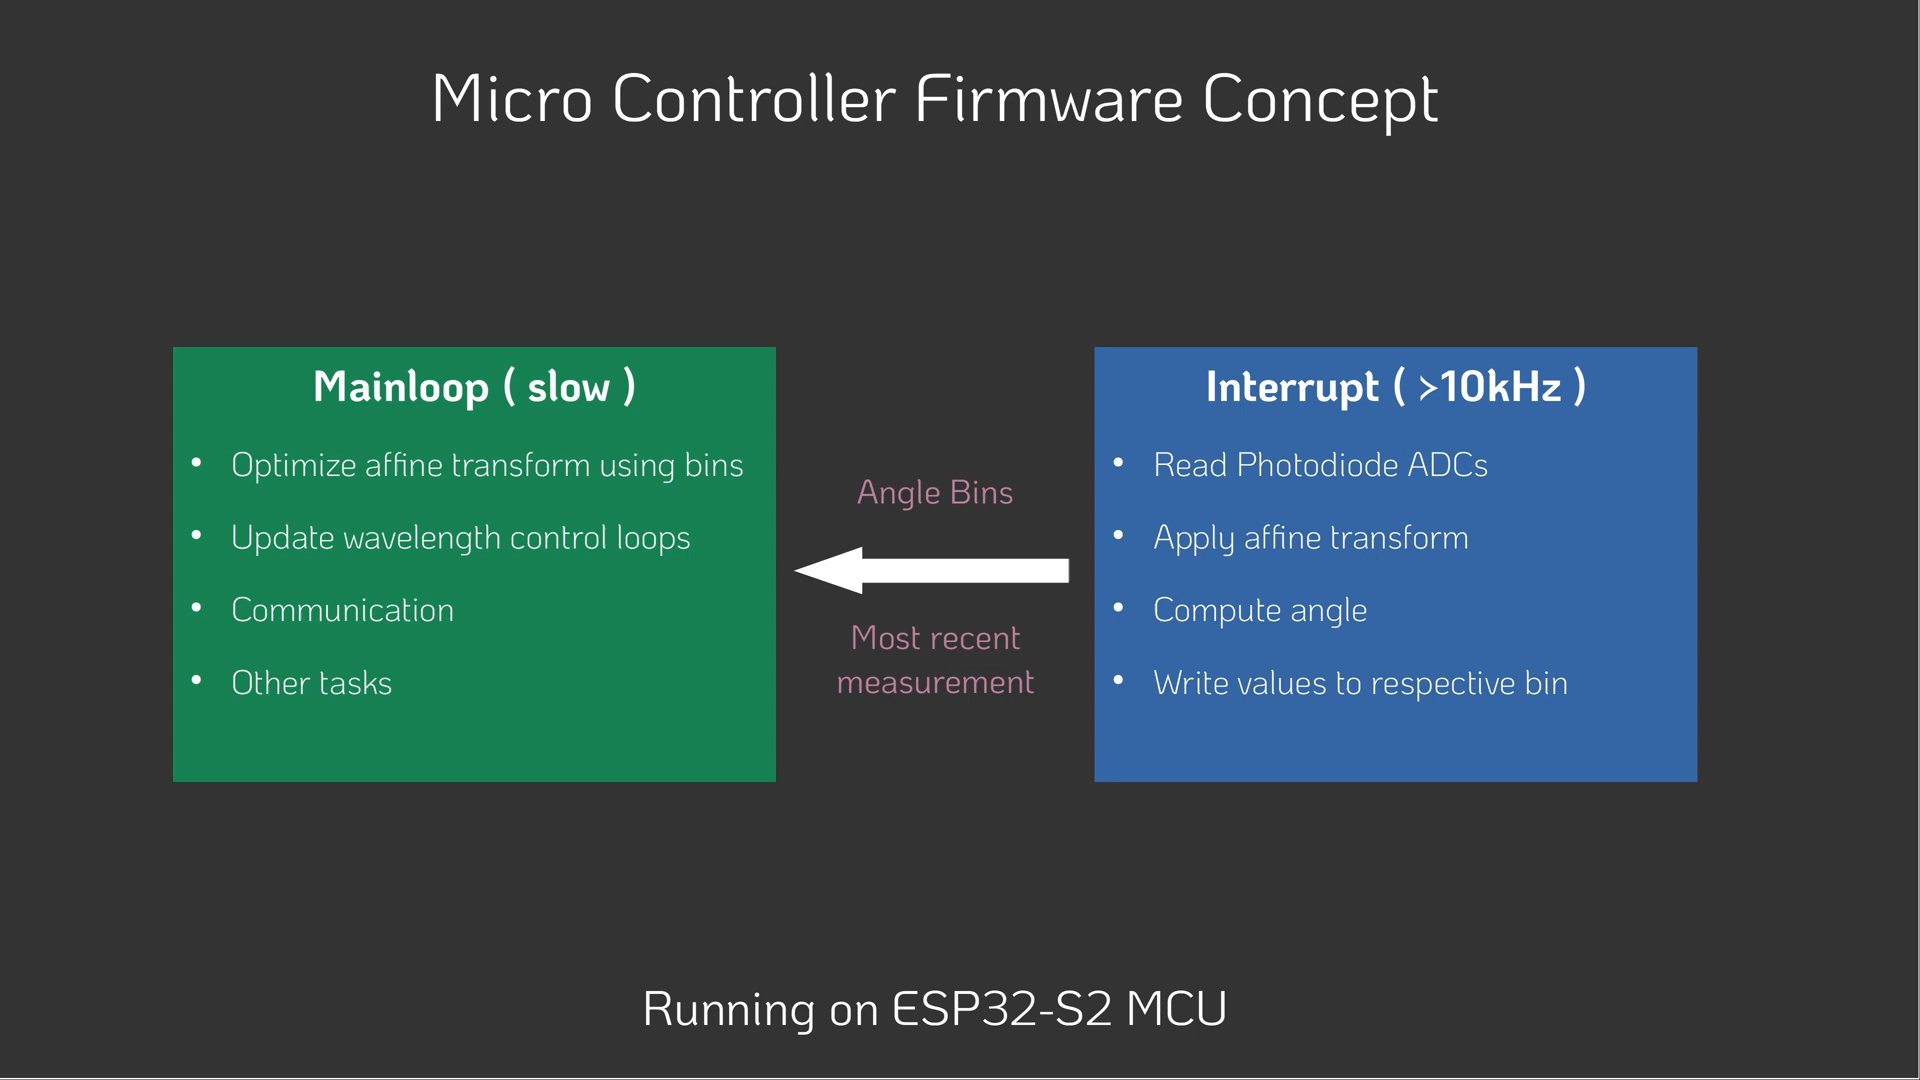 Micro Controller Firmware Concept
Mainloop ( slow )
• Optimize affine transform using bins
• Update wavelength control loops
• Communication
• Other tasks
Angle Bins
Most recent
measurement
Interrupt ( >10kHz )
• Read Photodiode ADCs
• Apply affine transform
• Compute angle
• Write values to respective bin
Running on ESP32-S2 MCU